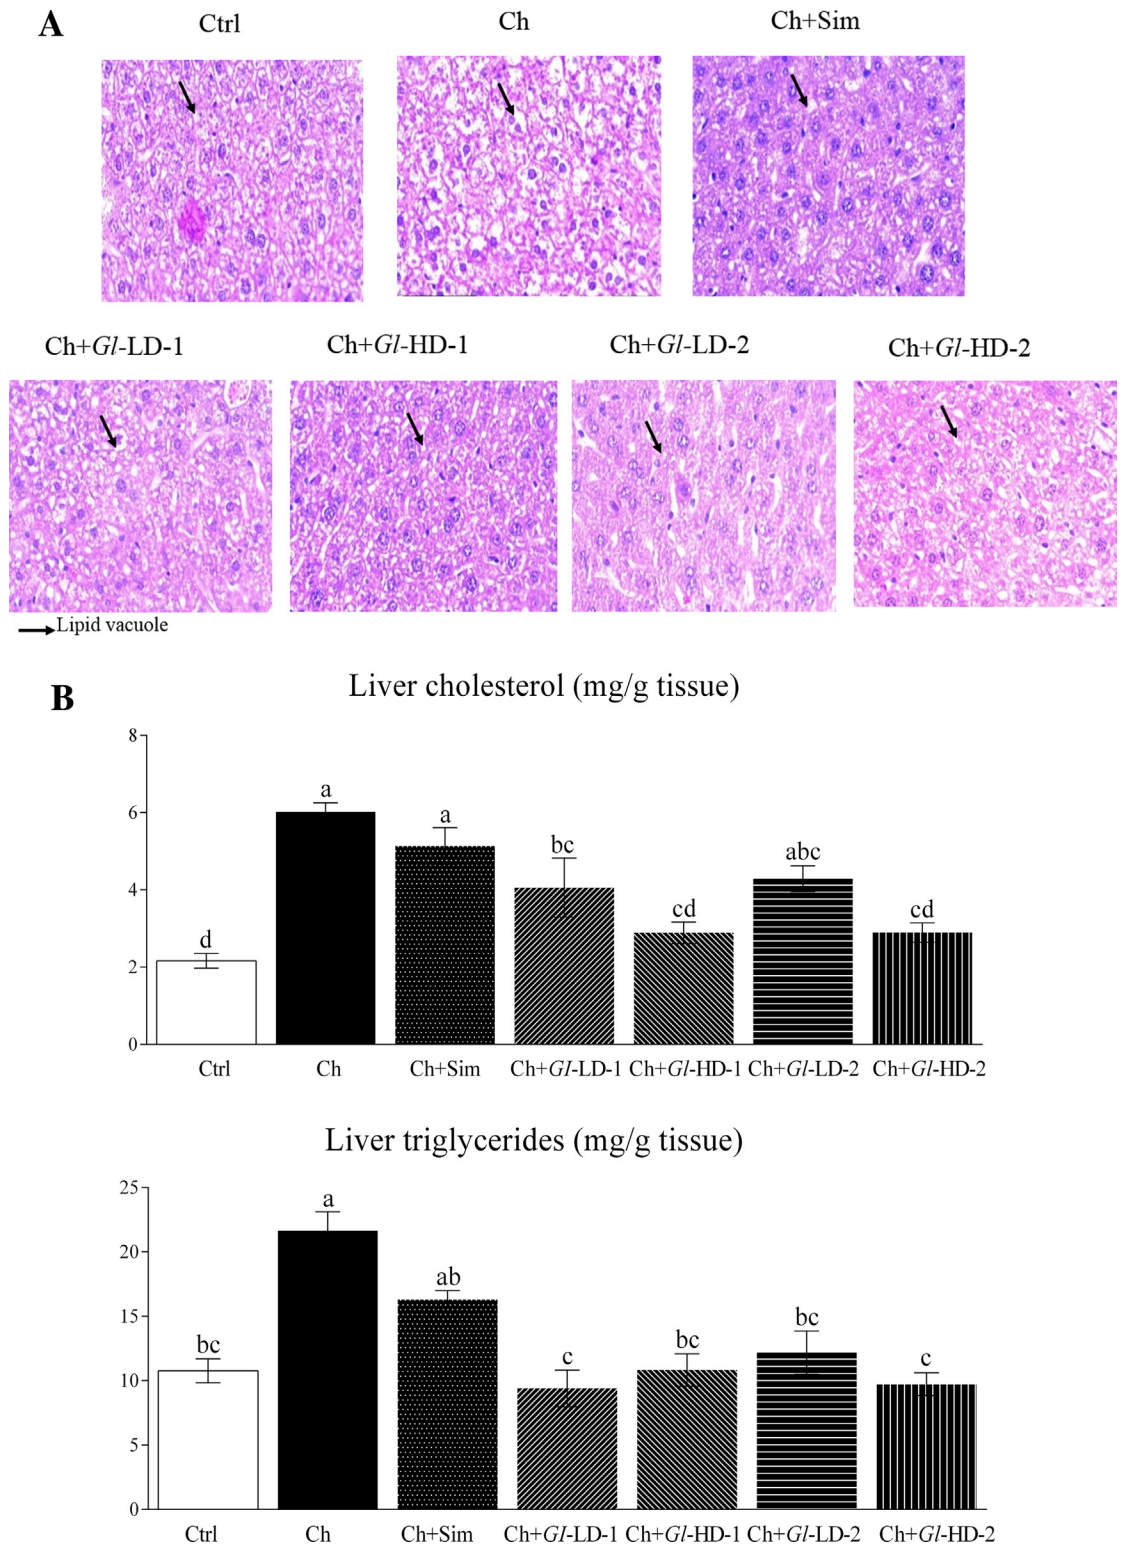 A
Ctrl
Ch
Ch+Sim
Ch+Gl-LD-1
Ch+Gl-HD-1
Ch+Gl-LD-2
Ch+Gl-HD-2
Lipid vacuole
B
Liver cholesterol (mg/g tissue)
8
6
4
2
0
d
a
a
bc
cd
abc
cd
Ctrl
Ch
Ch+Sim
Ch+Gl-LD-1
Ch+Gl-HD-1
Ch+Gl-LD-2
Ch+Gl-HD-2
Liver triglycerides (mg/g tissue)
25
20
15
10
5
0
bc
a
ab
c
bc
bc
c
Ctrl
Ch
Ch+Sim
Ch+Gl-LD-1
Ch+Gl-HD-1
Ch+Gl-LD-2
Ch+Gl-HD-2